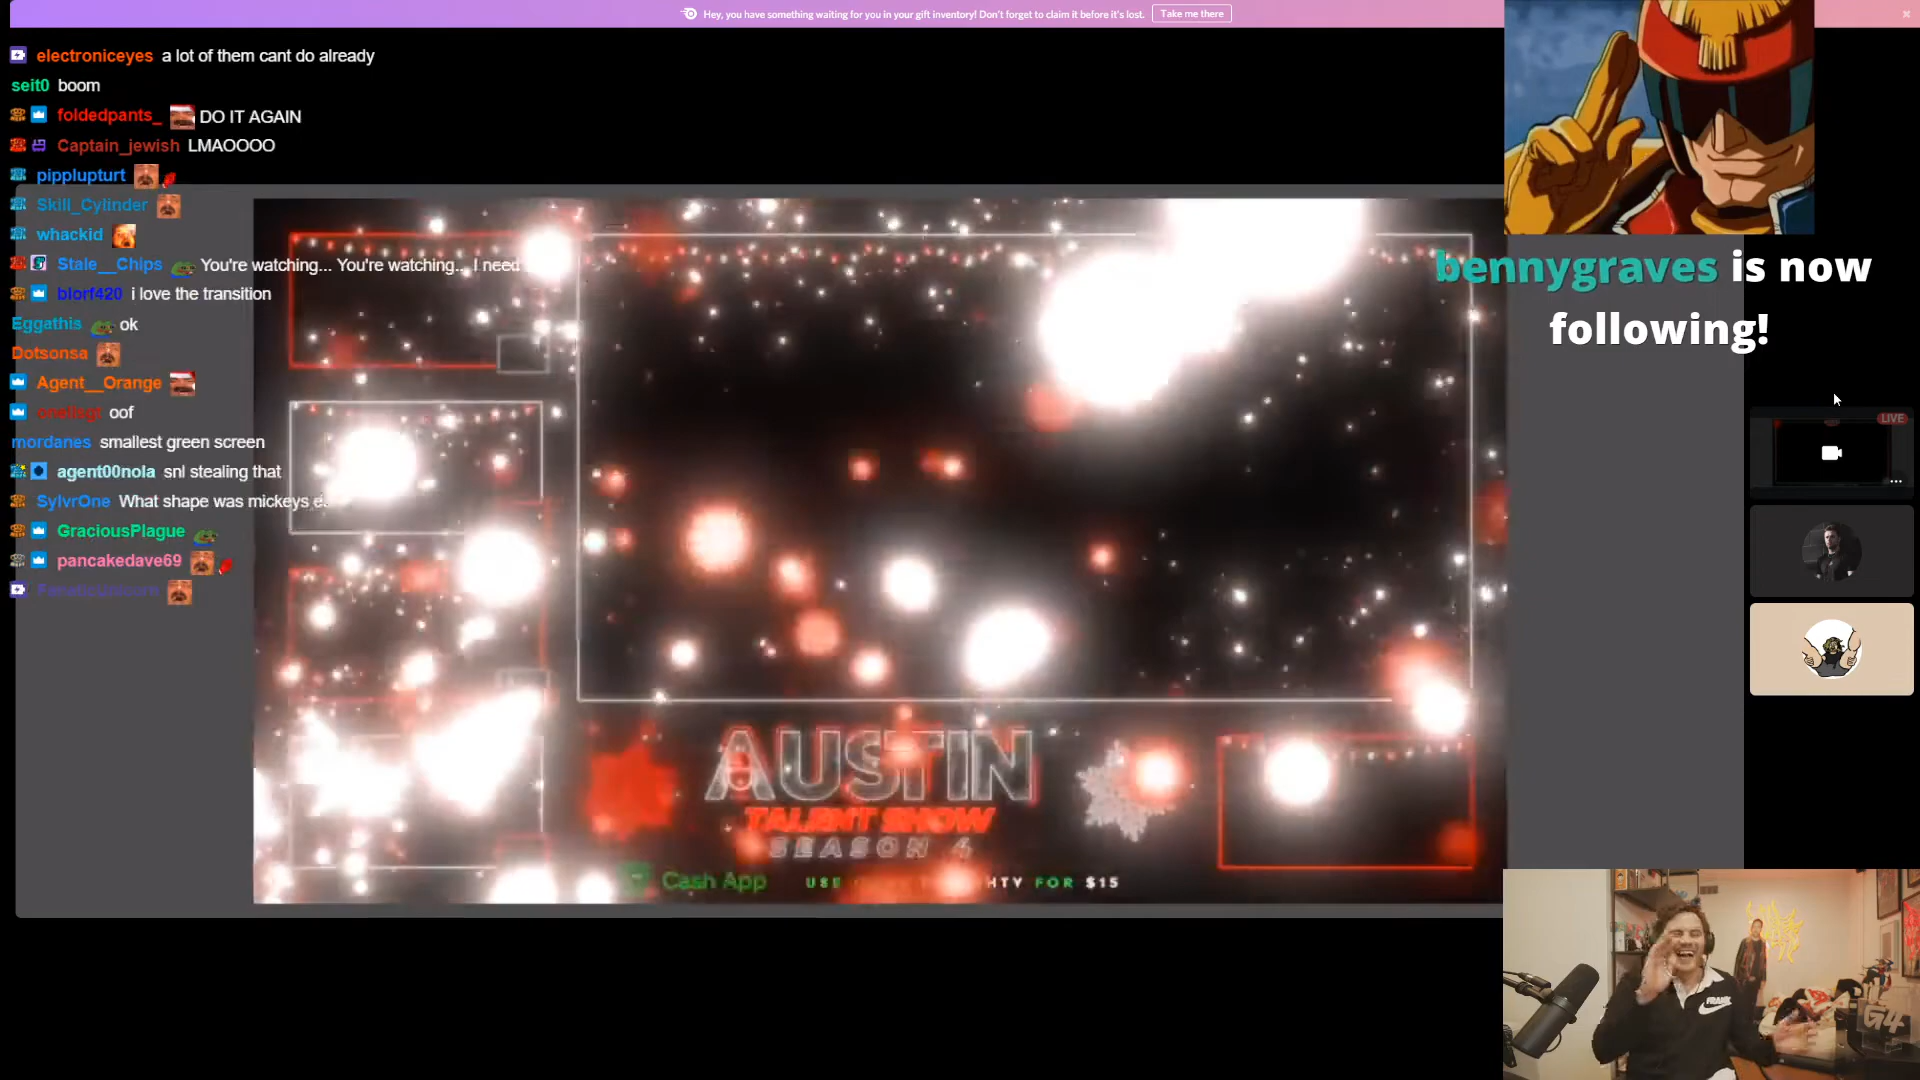 Hey, you have something waiting for you in your gift inventory! Don't forget to claim it before it's lost.
Take me there
electroniceyes a lot of them cant do already
seit0 boom
foldedpants_ DO IT AGAIN
Captain_jewish LMAOOOO
pipplupturt
Skill_Cylinder
whackid
Stale__Chips You're watching... You're watching.. I need
blorf420 i love the transition
Eggathis ok
Dotsonsa
Agent__Orange
oof
mordanes smallest green screen
agent00nola snl stealing that
SylvrOne What shape was mickeys
GraciousPlague
pancakedave69
bennygraves is now
following!
LIVE
AUSTIN
TALENT SHOW
SEASON 4
Cash App
USE FOR $15
FRANK
G4